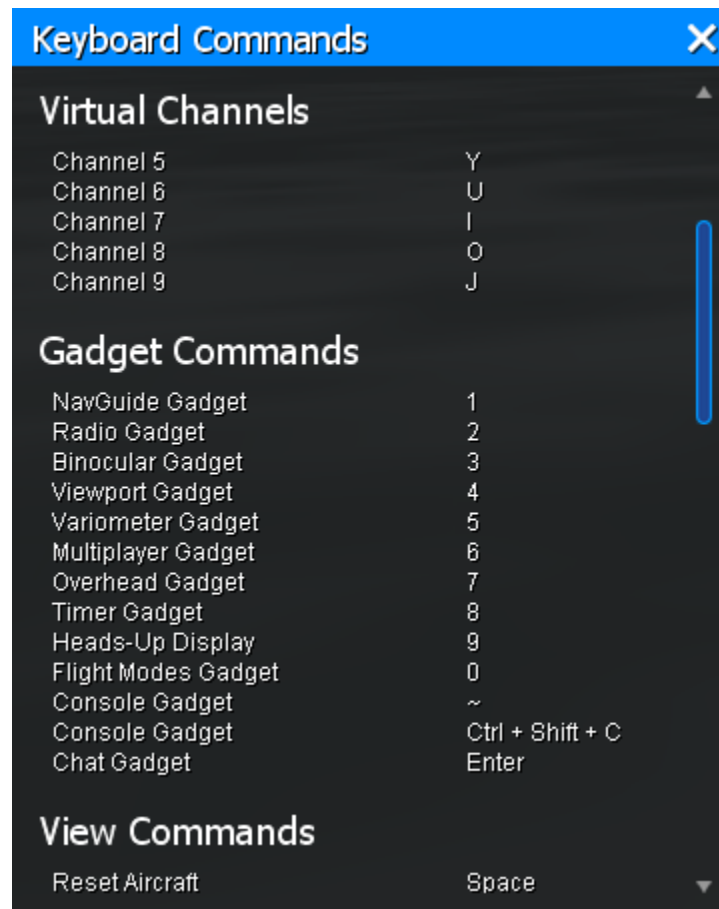 Keyboard Commands
Virtual Channels
Channel 5 Y
Channel 6 U
Channel 7 I
Channel 8 O
Channel 9 J
Gadget Commands
NavGuide Gadget 1
Radio Gadget 2
Binocular Gadget 3
Viewport Gadget 4
Variometer Gadget 5
Multiplayer Gadget 6
Overhead Gadget 7
Timer Gadget 8
Heads-Up Display 9
Flight Modes Gadget 0
Console Gadget ~
Console Gadget Ctrl + Shift + C
Chat Gadget Enter
View Commands
Reset Aircraft Space